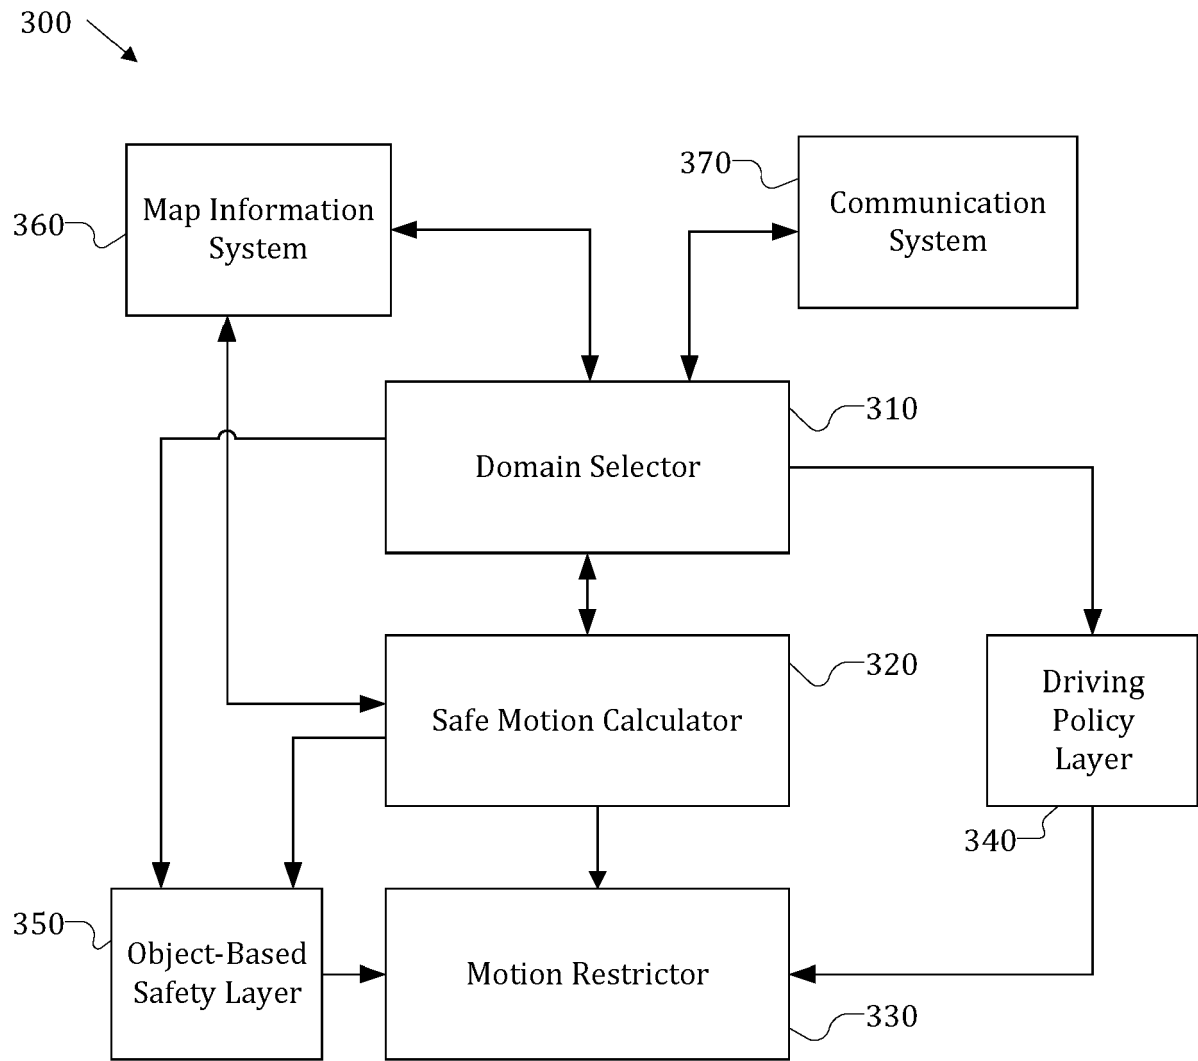 300
370
Map Information
System
Communication
System
360
310
Domain Selector
320
Safe Motion Calculator
Driving
Policy
Layer
340
350
Object-Based
Safety Layer
Motion Restrictor
330